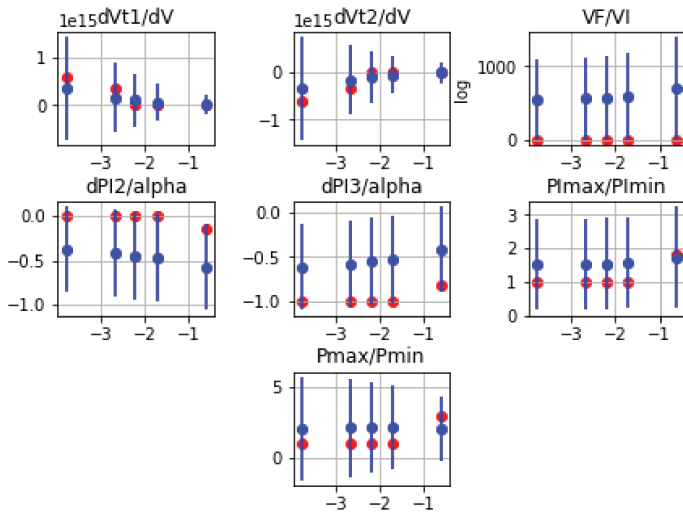 1e15 dVt1/dV
1e15 dVt2/dV
VF/VI
1
0
−3 −2 −1
0
−1
−3 −2 −1
log
1000
0
−3 −2 −1
dPI2/alpha
dPI3/alpha
PImax/PImin
0.0
−0.5
−1.0
−3 −2 −1
0.0
−0.5
−1.0
−3 −2 −1
3
2
1
0
−3 −2 −1
Pmax/Pmin
5
0
−3 −2 −1